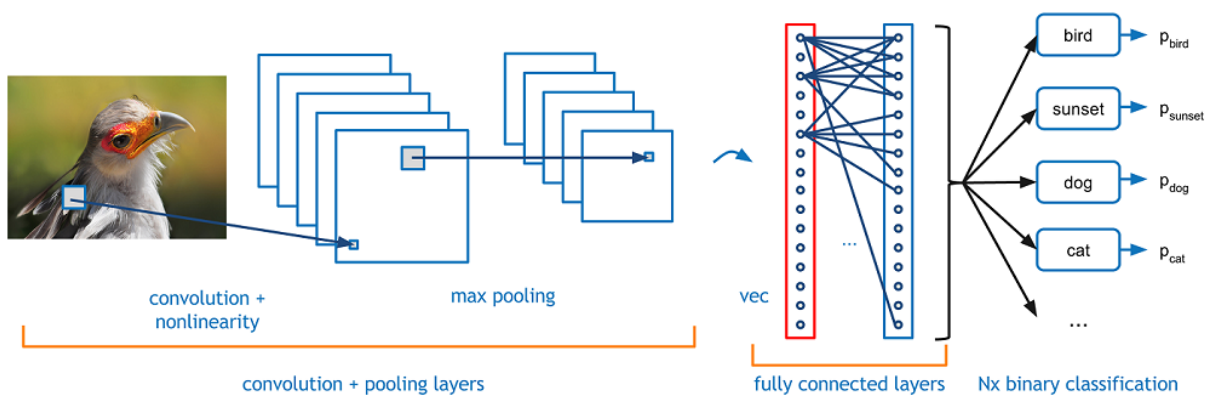 bird
p_bird
sunset
p_sunset
dog
p_dog
cat
p_cat
...
...
convolution +
nonlinearity
max pooling
vec
convolution + pooling layers
fully connected layers
Nx binary classification